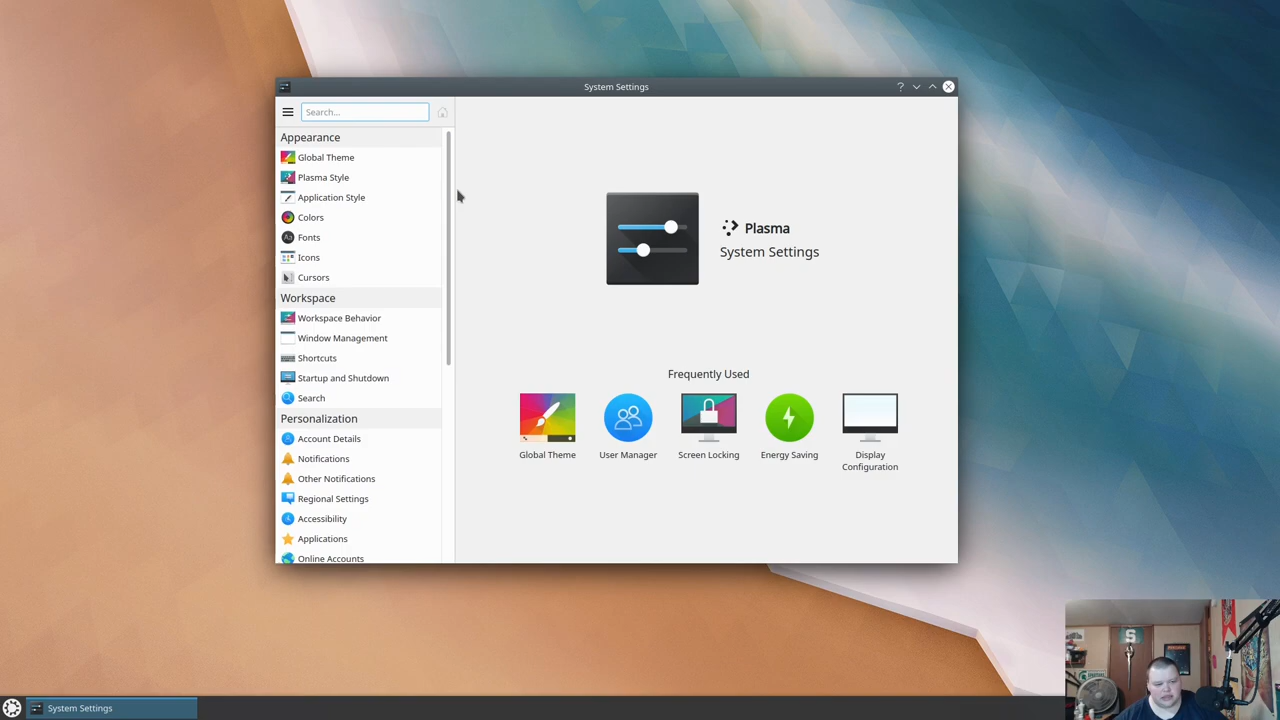 System Settings
?
Search...
Appearance
Global Theme
Plasma Style
Application Style
Colors
Aa Fonts
Icons
Cursors
Workspace
Workspace Behavior
Window Management
Shortcuts
Startup and Shutdown
Search
Personalization
Account Details
Notifications
Other Notifications
Regional Settings
Accessibility
Applications
Online Accounts
Plasma
System Settings
Frequently Used
Global Theme
User Manager
Screen Locking
Energy Saving
Display
Configuration
S
System Settings